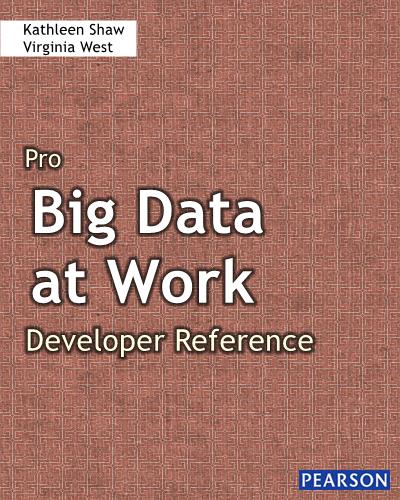 Kathleen Shaw
Virginia West
Pro
Big Data
at Work
Developer Reference
PEARSON